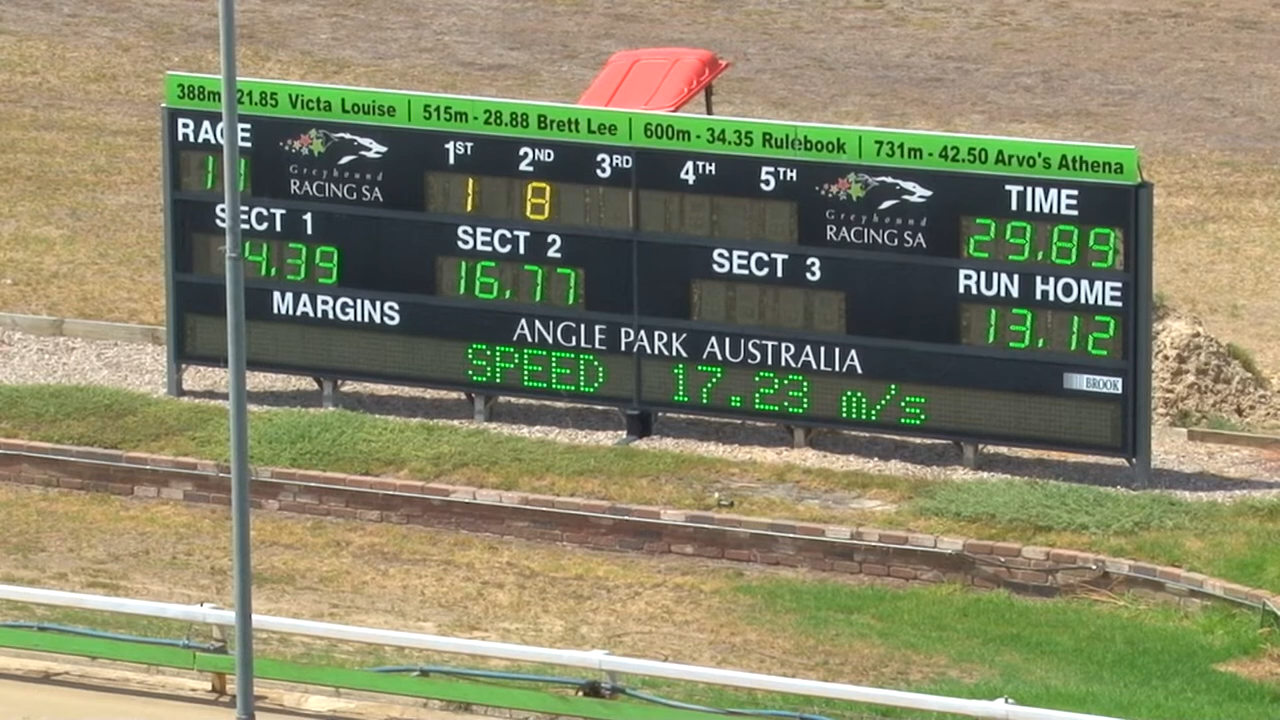 388m 21.85 Victa Louise | 515m - 28.88 Brett Lee | 600m - 34.35 Rulebook | 731m - 42.50 Arvo's Athena
RACE
11
Greyhound
RACING SA
1ST 2ND 3RD 4TH 5TH
1 8
Greyhound
RACING SA
TIME
29.89
SECT 1
4.39
SECT 2
16.77
SECT 3
RUN HOME
13.12
MARGINS
ANGLE PARK AUSTRALIA
SPEED 17.23 m/s
BROOK